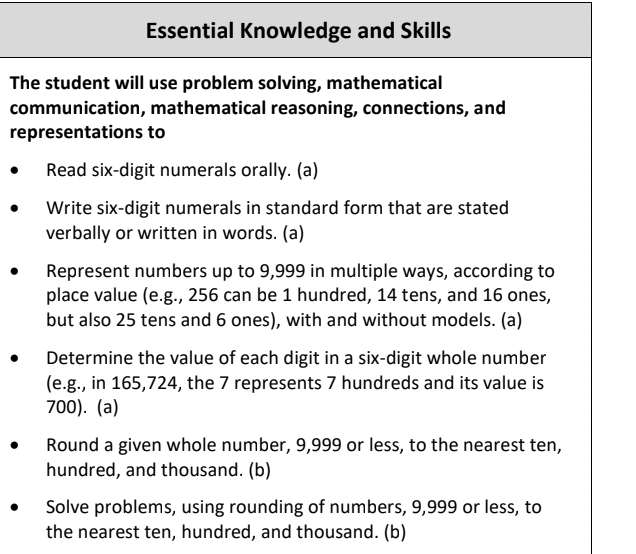 Essential Knowledge and Skills
The student will use problem solving, mathematical
communication, mathematical reasoning, connections, and
representations to
• Read six-digit numerals orally. (a)
• Write six-digit numerals in standard form that are stated
verbally or written in words. (a)
• Represent numbers up to 9,999 in multiple ways, according to
place value (e.g., 256 can be 1 hundred, 14 tens, and 16 ones,
but also 25 tens and 6 ones), with and without models. (a)
• Determine the value of each digit in a six-digit whole number
(e.g., in 165,724, the 7 represents 7 hundreds and its value is
700). (a)
• Round a given whole number, 9,999 or less, to the nearest ten,
hundred, and thousand. (b)
• Solve problems, using rounding of numbers, 9,999 or less, to
the nearest ten, hundred, and thousand. (b)